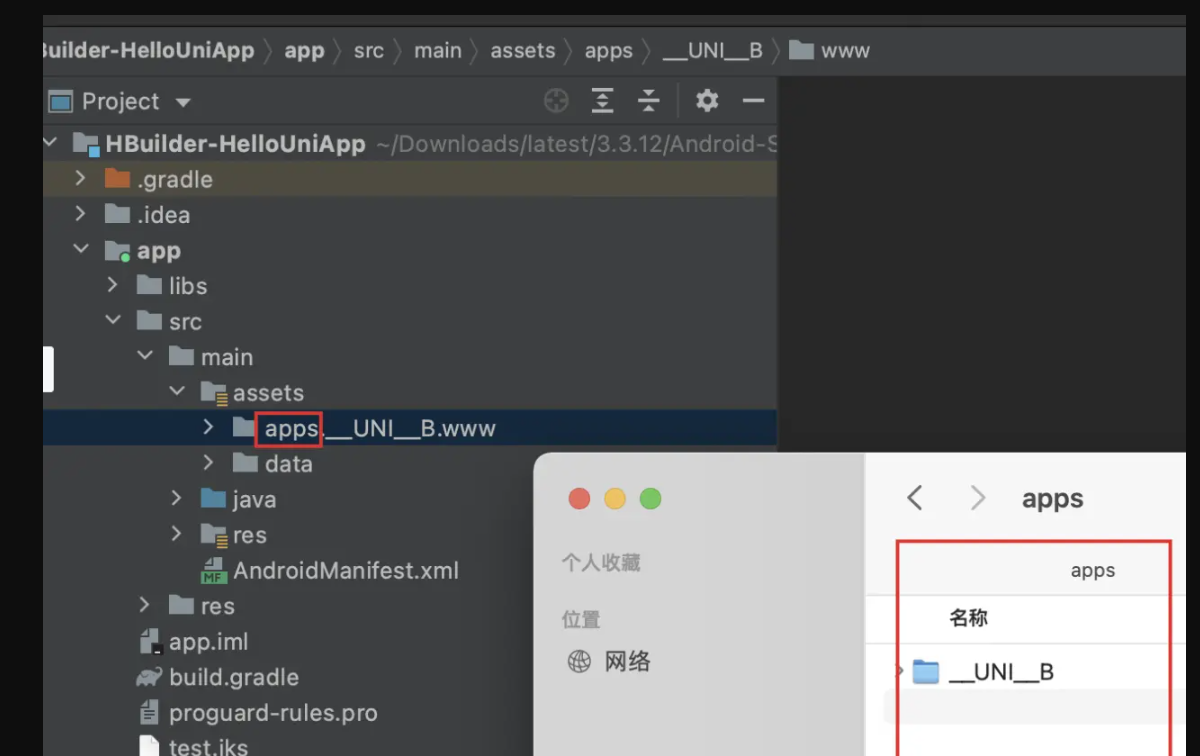 Builder-HelloUniApp 〉 app 〉 src 〉 main 〉 assets 〉 apps 〉 __UNI__B 〉 www
Project
HBuilder-HelloUniApp ~/Downloads/latest/3.3.12/Android-S
.gradle
.idea
app
libs
src
main
assets
apps.__UNI__B.www
data
java
res
MF AndroidManifest.xml
res
app.iml
build.gradle
proguard-rules.pro
test.jks
apps
个人收藏
位置
网络
apps
名称
__UNI__B